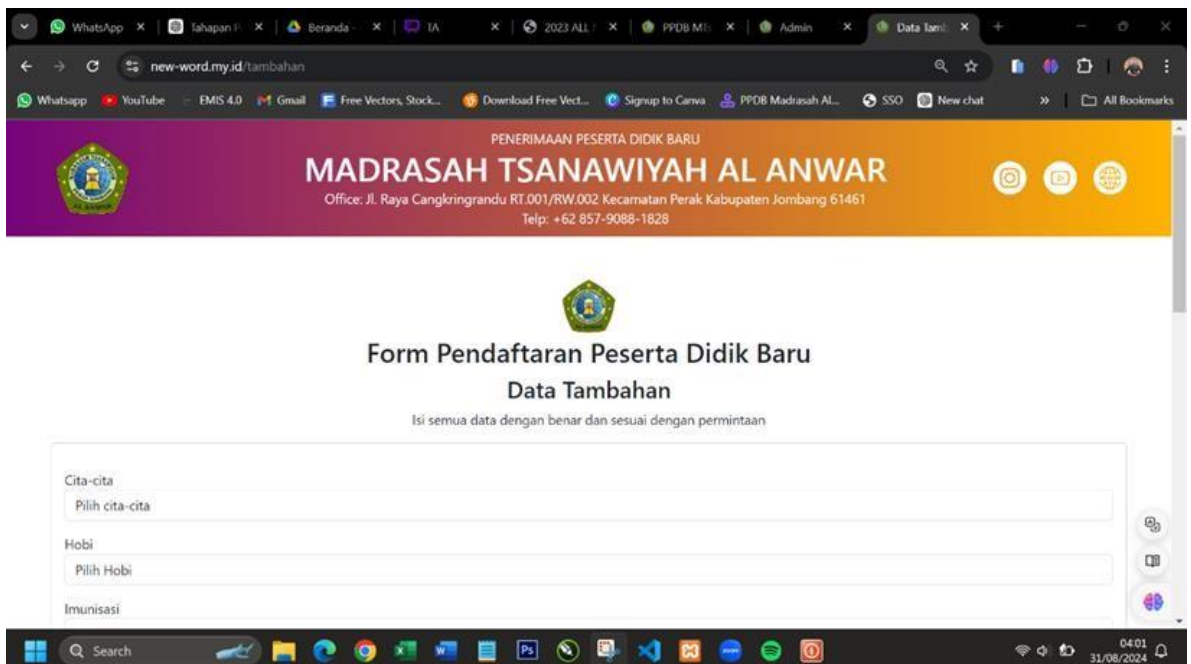 WhatsApp
Beranda -
IA
2023 ALL
PPDB MTs
Admin
Data Tamb
new-word.my.id/tambahan
Whatsapp
YouTube
EMIS 4.0
Gmail
Free Vectors, Stock...
Download Free Vect...
Signup to Canva
PPDB Madrasah Al...
SSO
New chat
»
All Bookmarks
PENERIMAAN PESERTA DIDIK BARU
MADRASAH TSANAWIYAH AL ANWAR
Office: Jl. Raya Cangkringrandu RT.001/RW.002 Kecamatan Perak Kabupaten Jombang 61461
Telp: +62 857-9088-1828
Form Pendaftaran Peserta Didik Baru
Data Tambahan
Isi semua data dengan benar dan sesuai dengan permintaan
Cita-cita
Pilih cita-cita
Hobi
Pilih Hobi
Imunisasi
Search
Ps
04.01
31/08/2024